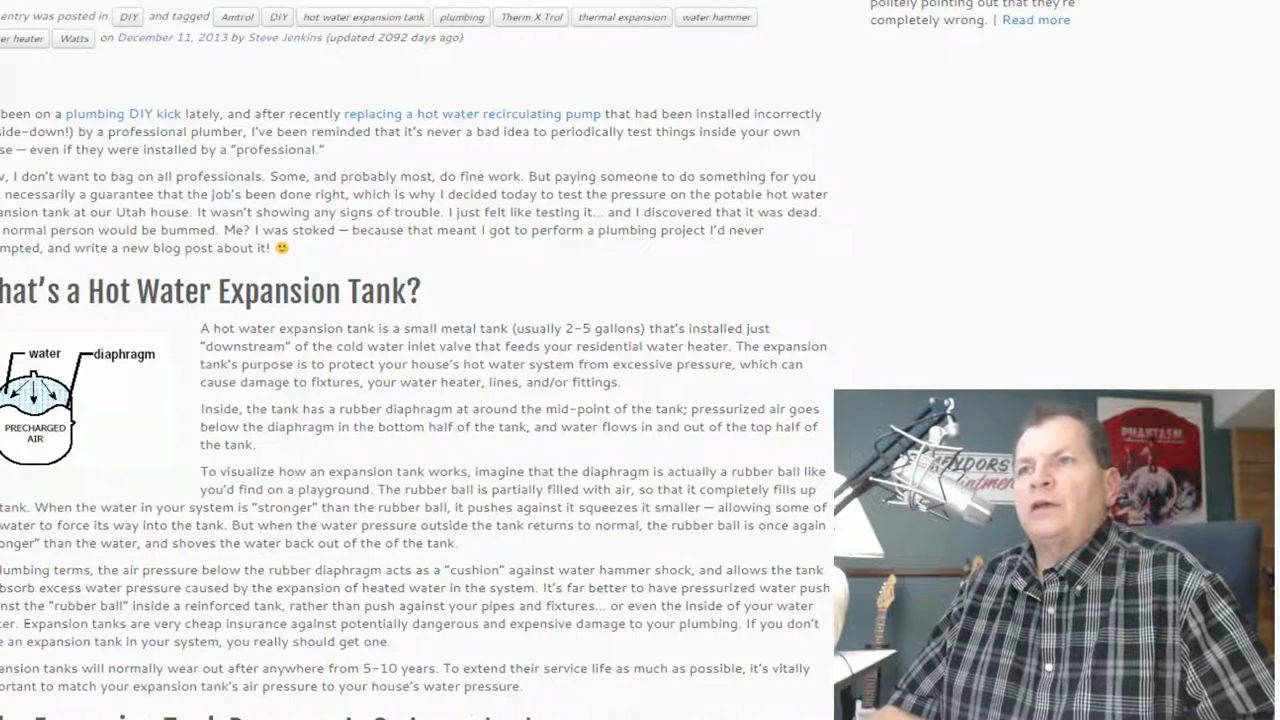 politely pointing out that they're
completely wrong. | Read more
entry was posted in DIY and tagged Amtrol DIY hot water expansion tank plumbing Therm X Trol thermal expansion water hammer
er heater Watts on December 11, 2013 by Steve Jenkins (updated 2092 days ago)
been on a plumbing DIY kick lately, and after recently replacing a hot water recirculating pump that had been installed incorrectly
side-down!) by a professional plumber, I've been reminded that it's never a bad idea to periodically test things inside your own
se — even if they were installed by a "professional."
, I don't want to bag on all professionals. Some, and probably most, do fine work. But paying someone to do something for you
necessarily a guarantee that the job's been done right, which is why I decided today to test the pressure on the potable hot water
ansion tank at our Utah house. It wasn't showing any signs of trouble. I just felt like testing it... and I discovered that it was dead.
normal person would be bummed. Me? I was stoked — because that meant I got to perform a plumbing project I'd never
mpted, and write a new blog post about it!
hat's a Hot Water Expansion Tank?
water
diaphragm
PRECHARGED
AIR
A hot water expansion tank is a small metal tank (usually 2-5 gallons) that's installed just
"downstream" of the cold water inlet valve that feeds your residential water heater. The expansion
tank's purpose is to protect your house's hot water system from excessive pressure, which can
cause damage to fixtures, your water heater, lines, and/or fittings.
Inside, the tank has a rubber diaphragm at around the mid-point of the tank; pressurized air goes
below the diaphragm in the bottom half of the tank, and water flows in and out of the top half of
the tank.
To visualize how an expansion tank works, imagine that the diaphragm is actually a rubber ball like
you'd find on a playground. The rubber ball is partially filled with air, so that it completely fills up
tank. When the water in your system is "stronger" than the rubber ball, it pushes against it squeezes it smaller — allowing some of
water to force its way into the tank. But when the water pressure outside the tank returns to normal, the rubber ball is once again
onger" than the water, and shoves the water back out of the of the tank.
lumbing terms, the air pressure below the rubber diaphragm acts as a "cushion" against water hammer shock, and allows the tank
bsorb excess water pressure caused by the expansion of heated water in the system. It's far better to have pressurized water push
nst the "rubber ball" inside a reinforced tank, rather than push against your pipes and fixtures... or even the inside of your water
ter. Expansion tanks are very cheap insurance against potentially dangerous and expensive damage to your plumbing. If you don't
e an expansion tank in your system, you really should get one.
ansion tanks will normally wear out after anywhere from 5-10 years. To extend their service life as much as possible, it's vitally
ortant to match your expansion tank's air pressure to your house's water pressure.
PHANTASM